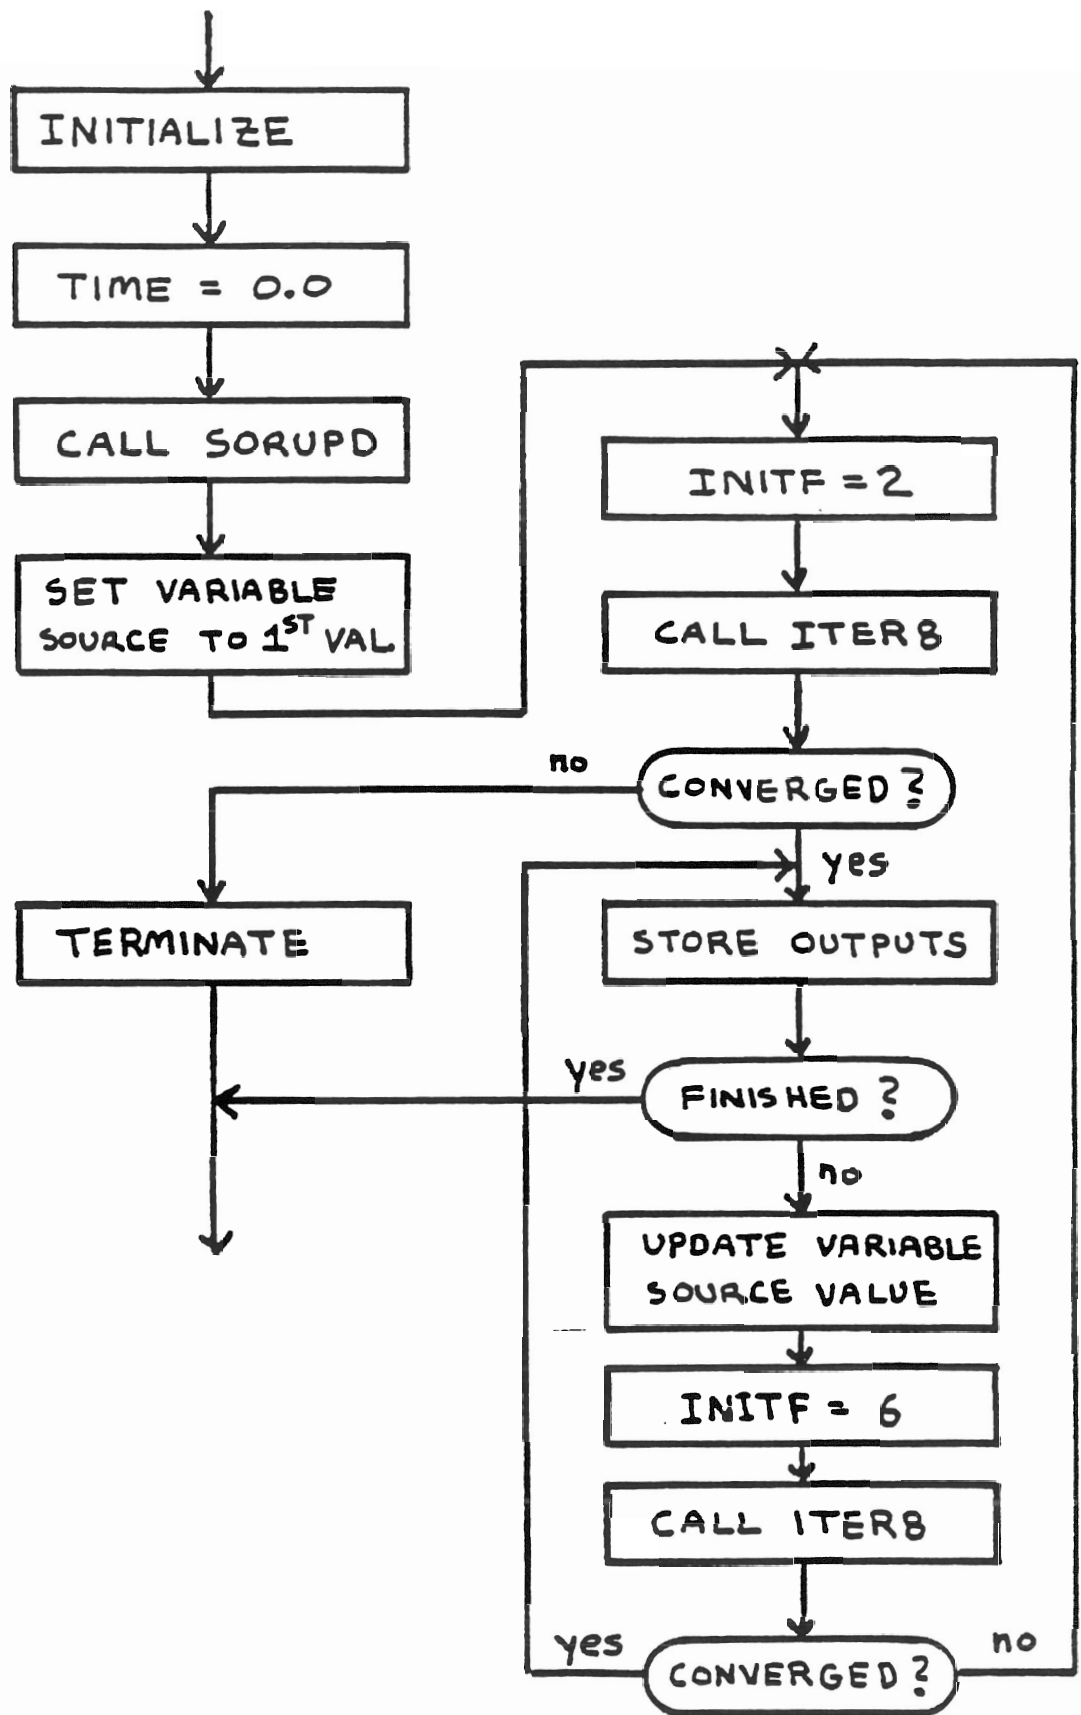 INITIALIZE
TIME = 0.0
CALL SORUPD
SET VARIABLE
SOURCE TO 1ST VAL
INITF = 2
CALL ITER8
CONVERGED?
no
yes
TERMINATE
STORE OUTPUTS
FINISHED?
yes
no
UPDATE VARIABLE
SOURCE VALUE
INITF = 6
CALL ITER8
CONVERGED?
yes
no